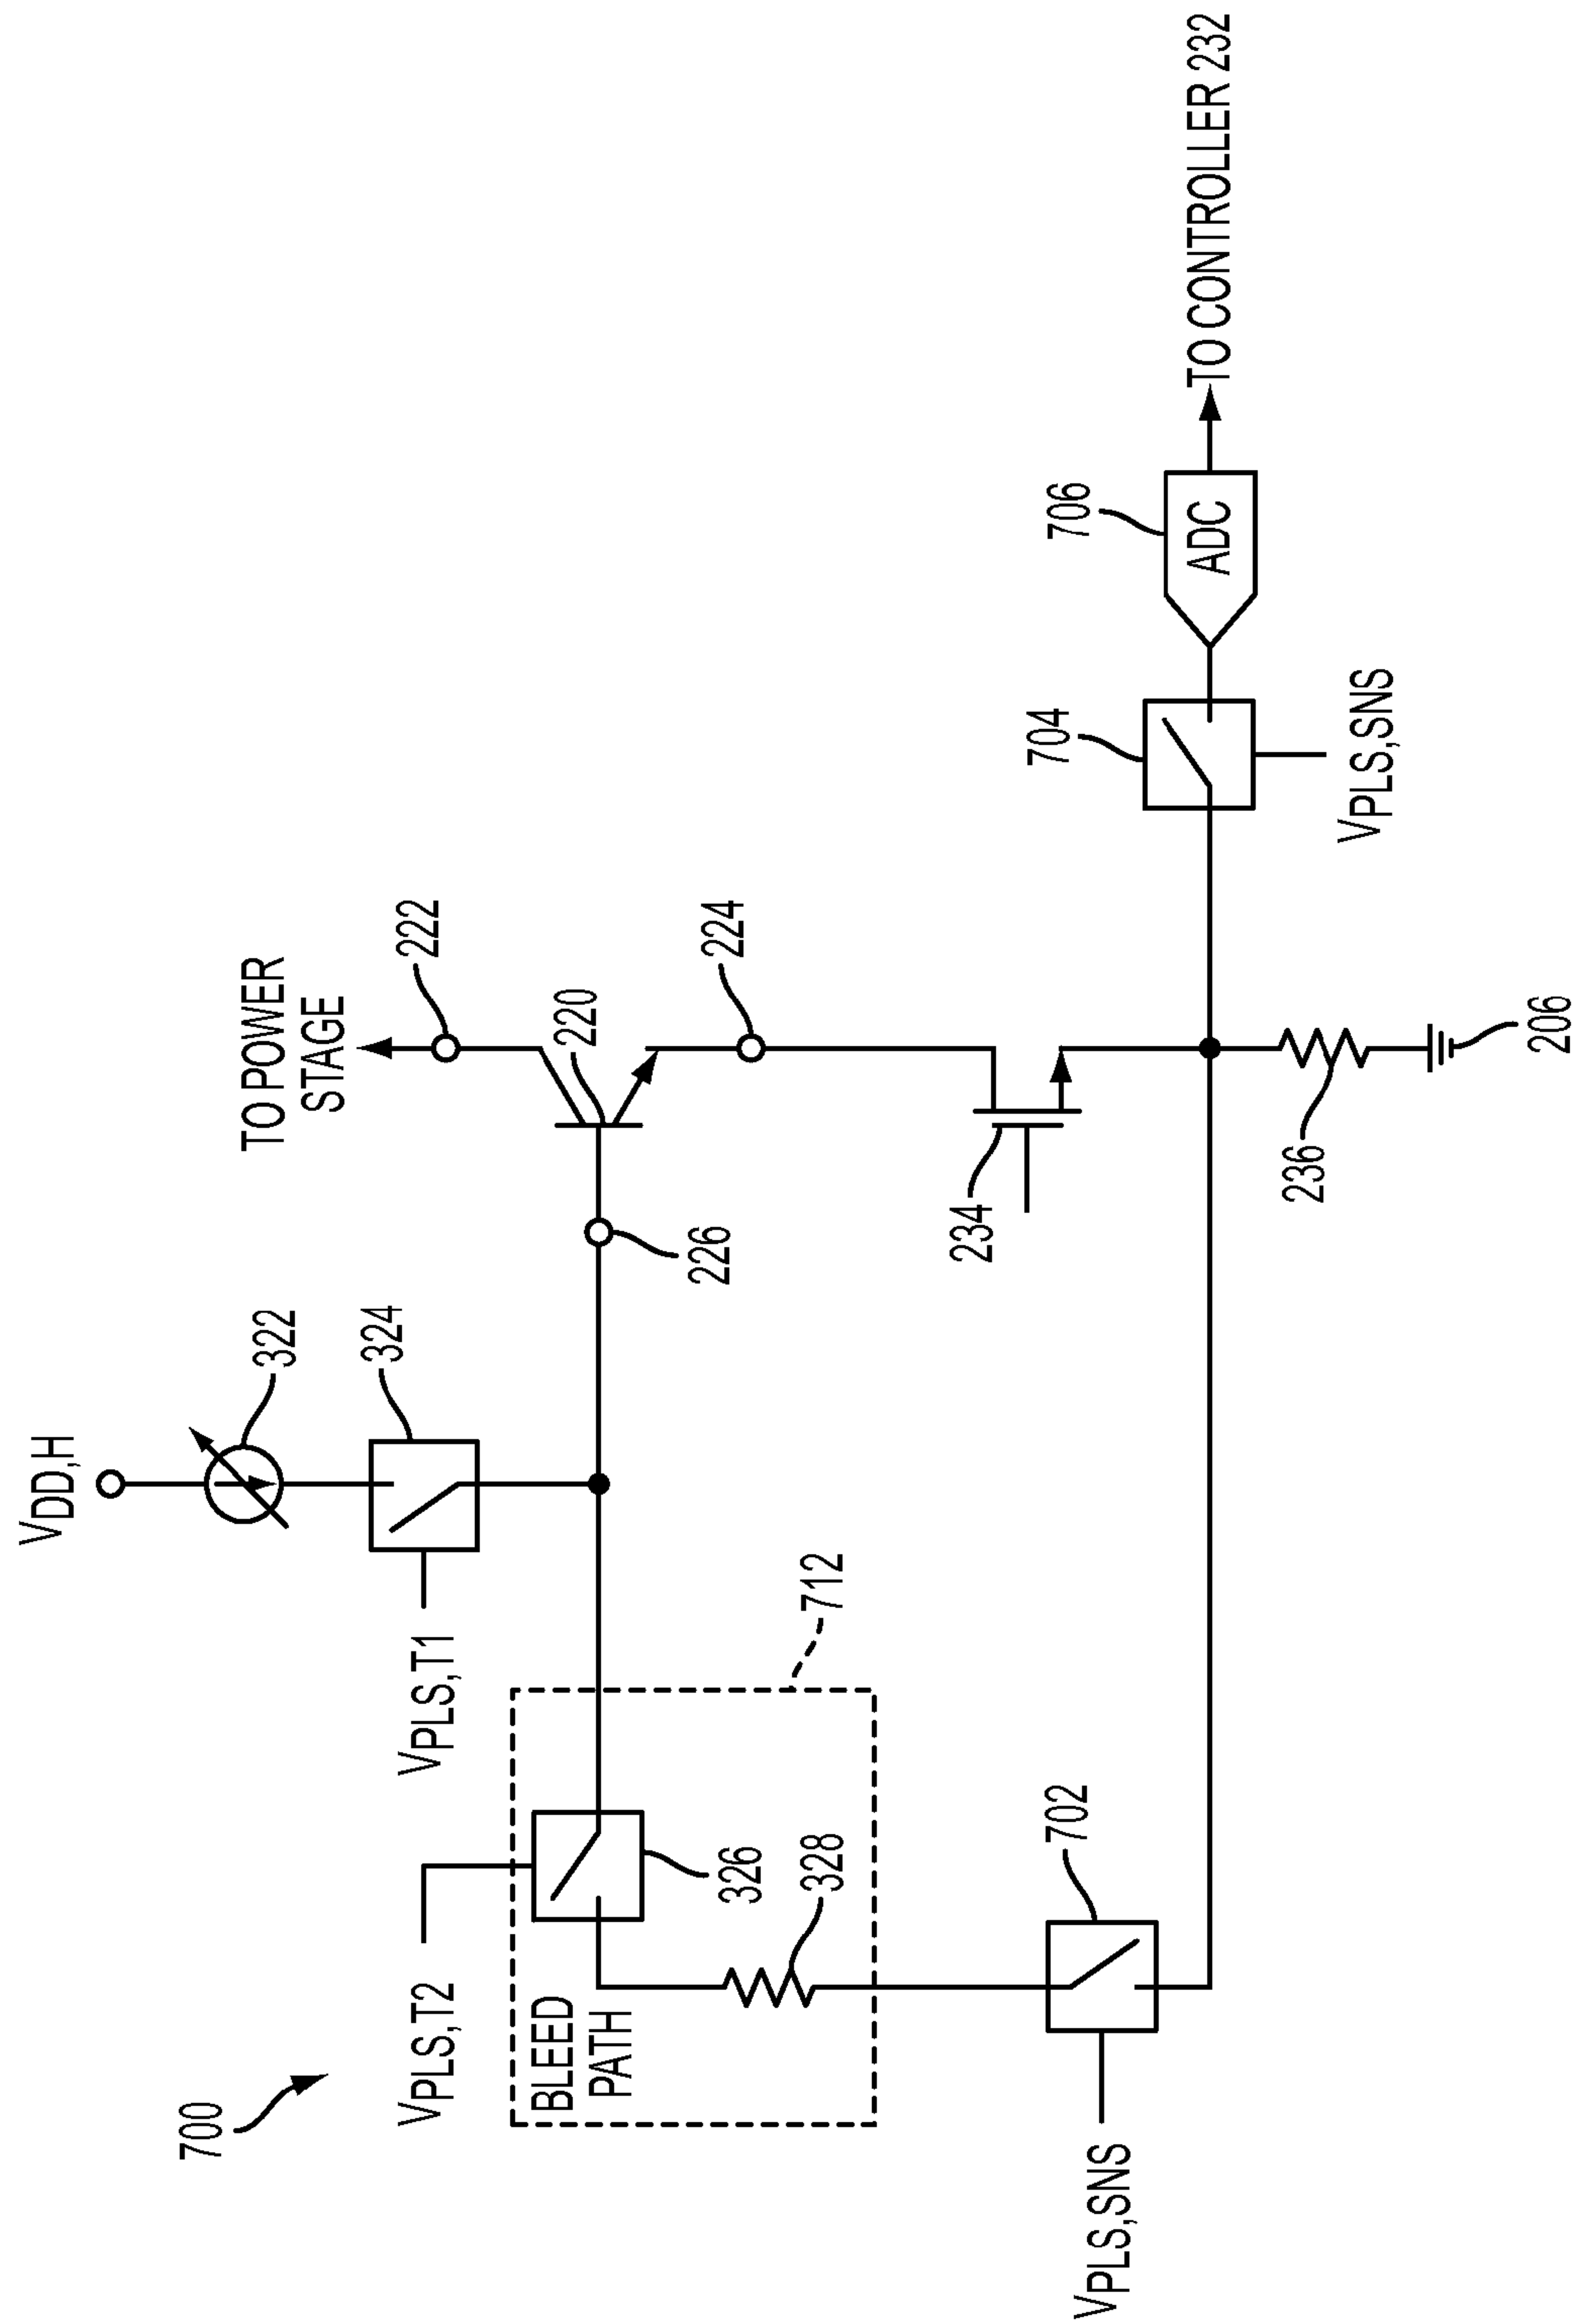 700
VDD,H
322
324
VPLS,T1
VPLS,T2
BLEED
PATH
326
328
712
TO POWER
STAGE
222
220
226
224
234
702
VPLS,SNS
704
VPLS,SNS
706
ADC
TO CONTROLLER 232
236
206